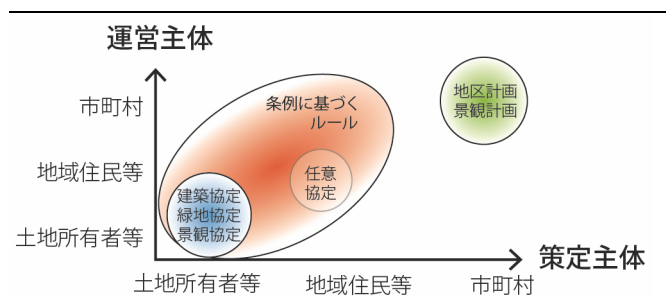 運営主体
市町村
地域住民等
土地所有者等
条例に基づく
ルール
任意
協定
建築協定
緑地協定
景観協定
地区計画
景観計画
策定主体
土地所有者等
地域住民等
市町村